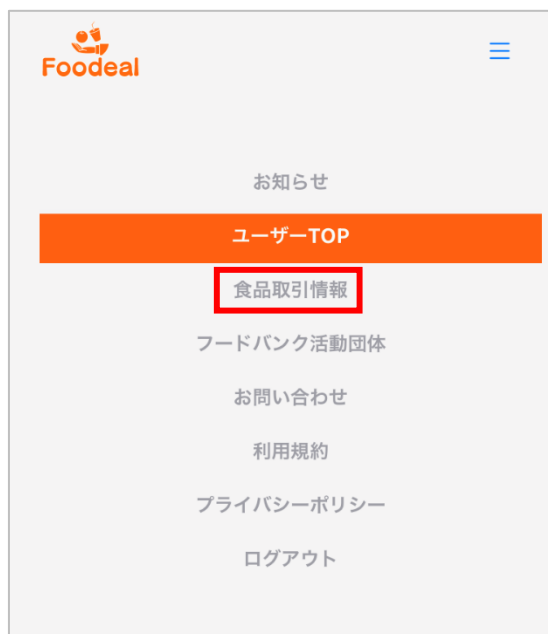 Foodeal
お知らせ
ユーザーTOP
食品取引情報
フードバンク活動団体
お問い合わせ
利用規約
プライバシーポリシー
ログアウト